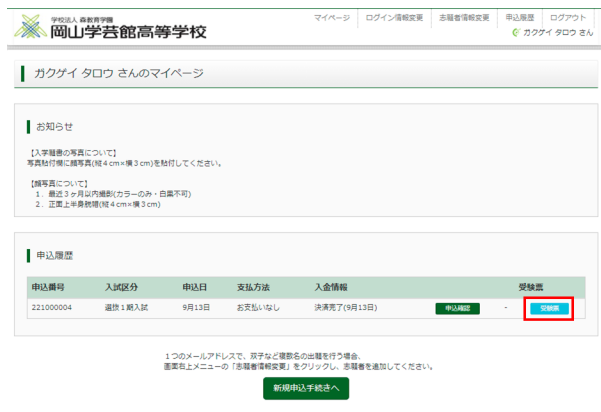 マイページ ログイン情報変更 志願者情報変更 申込履歴 ログアウト
学校法人 森教育学園
岡山学芸館高等学校
ガクゲイ タロウ さん
ガクゲイ タロウ さんのマイページ
お知らせ
【入学願書の写真について】
写真貼付欄に顔写真(縦4cm×横3cm)を貼付してください。
【顔写真について】
1．最近3ヶ月以内撮影(カラーのみ・白黒不可)
2．正面上半身脱帽(縦4cm×横3cm)
申込履歴
申込番号 入試区分 申込日 支払方法 入金情報 受験票
221000004 選抜1期入試 9月13日 お支払いなし 決済完了(9月13日) 申込確認 - 受験票
1つのメールアドレスで、双子など複数名の出願を行う場合、
画面右上メニューの「志願者情報変更」をクリックし、志願者を追加してください。
新規申込手続きへ